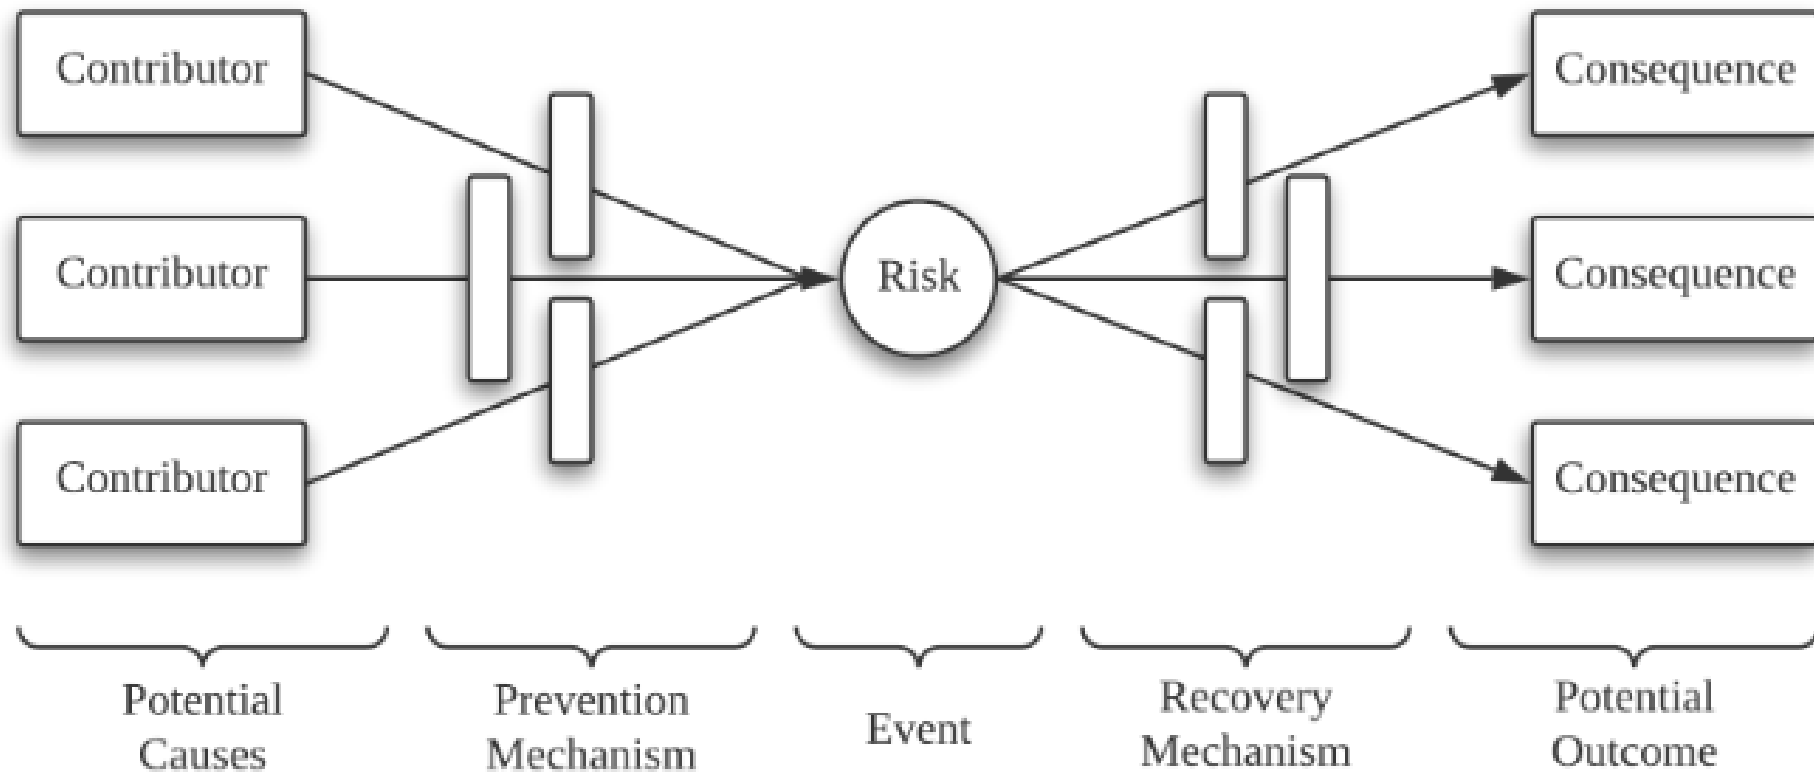 Contributor
Consequence
Contributor
Risk
Consequence
Contributor
Consequence
Potential
Causes
Prevention
Mechanism
Event
Recovery
Mechanism
Potential
Outcome